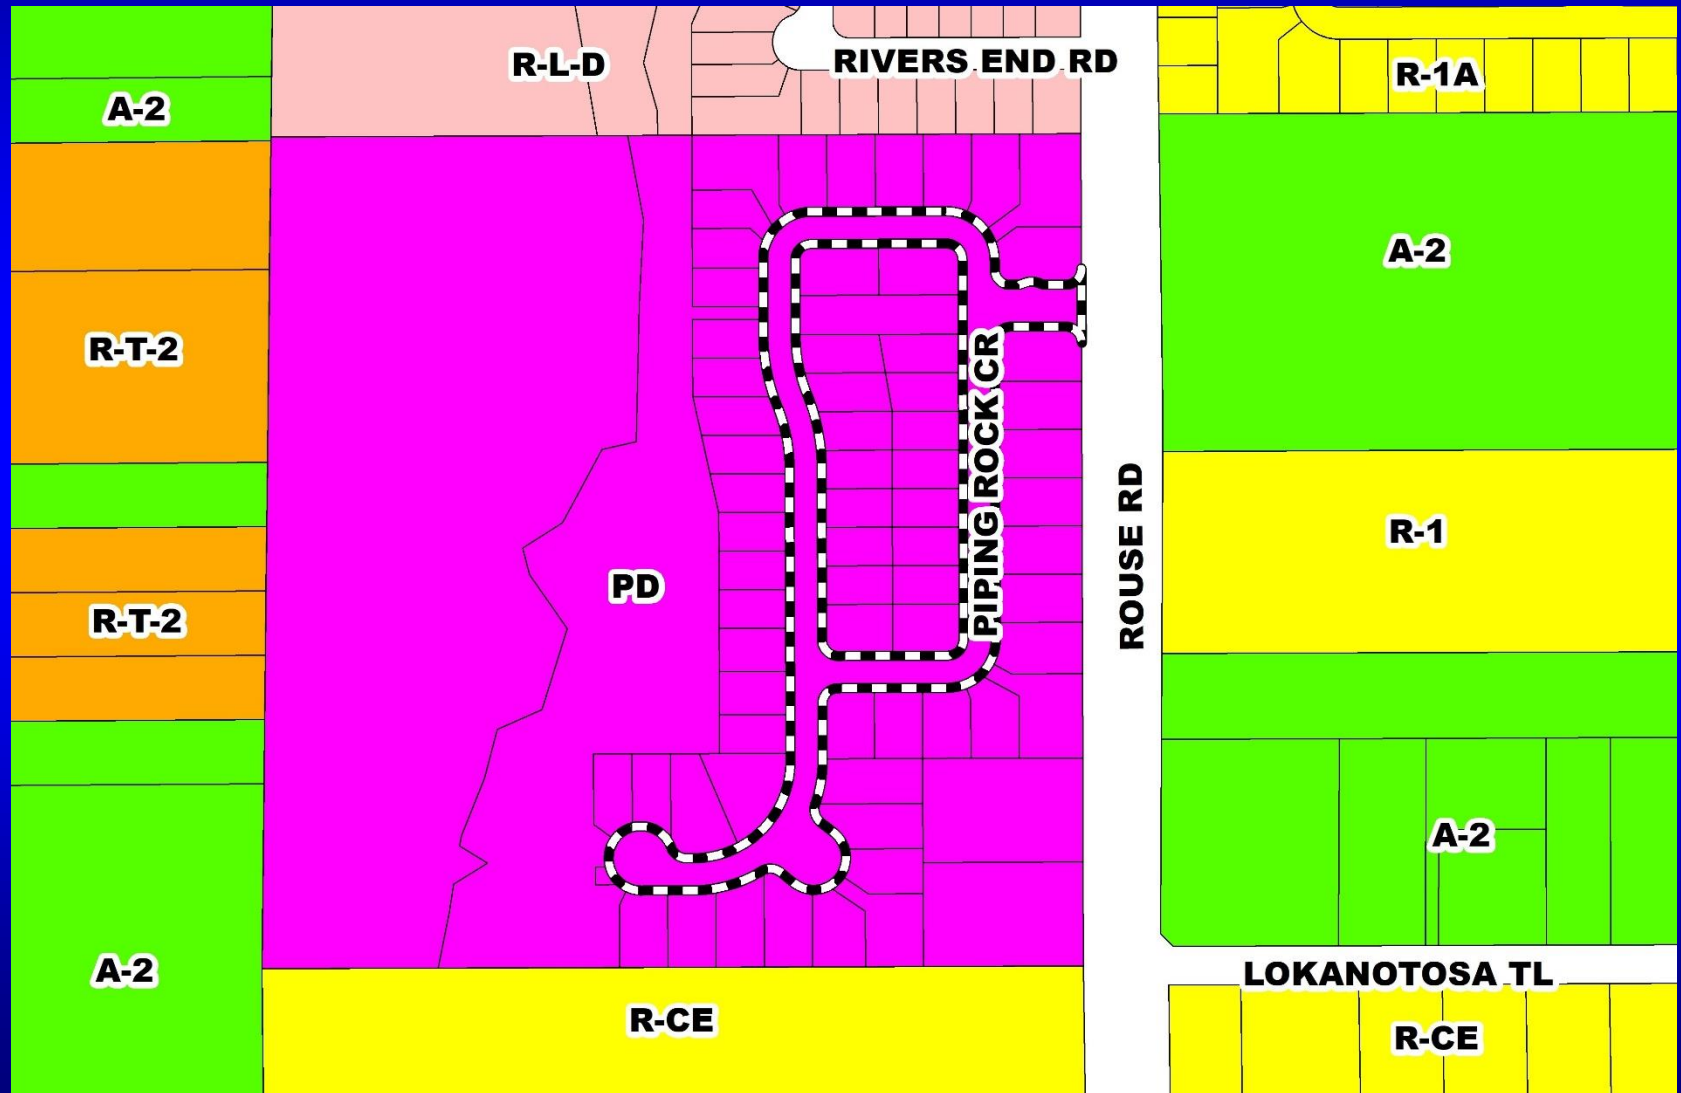 R-L-D
RIVERS END RD
R-1A
A-2
A-2
R-T-2
PIPING ROCK CR
ROUSE RD
R-1
PD
R-T-2
A-2
A-2
LOKANOTOSA TL
R-CE
R-CE